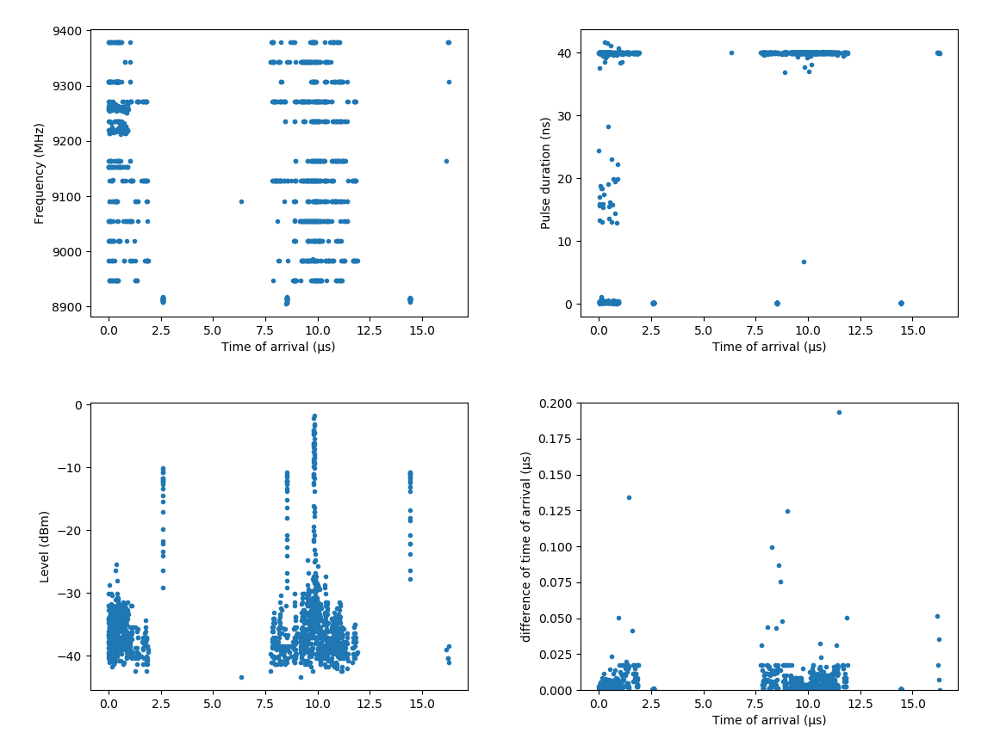 9400
9300
9200
9100
9000
8900
Frequency (MHz)
0.0 2.5 5.0 7.5 10.0 12.5 15.0
Time of arrival (µs)
40
30
20
10
0
Pulse duration (ns)
0.0 2.5 5.0 7.5 10.0 12.5 15.0
Time of arrival (µs)
0
−10
−20
−30
−40
Level (dBm)
0.0 2.5 5.0 7.5 10.0 12.5 15.0
0.200
0.175
0.150
0.125
0.100
0.075
0.050
0.025
0.000
difference of time of arrival (µs)
0.0 2.5 5.0 7.5 10.0 12.5 15.0
Time of arrival (µs)